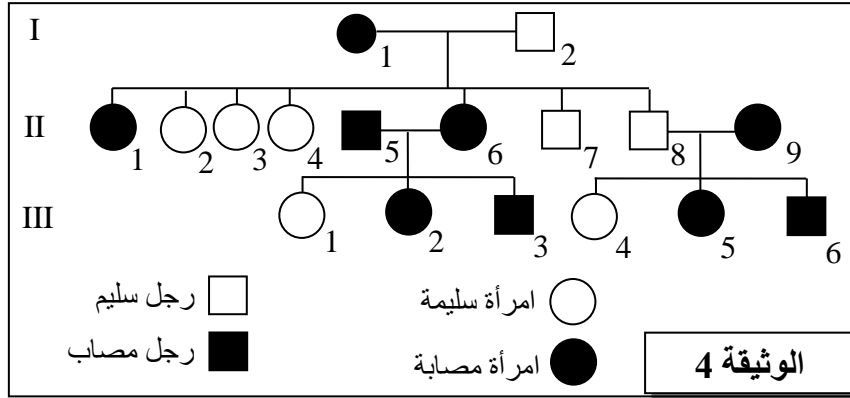 I
1 2
II
1 2 3 4 5 6 7 8 9
III
1 2 3 4 5 6
رجل سليم
امرأة سليمة
رجل مصاب
امرأة مصابة
الوثيقة 4